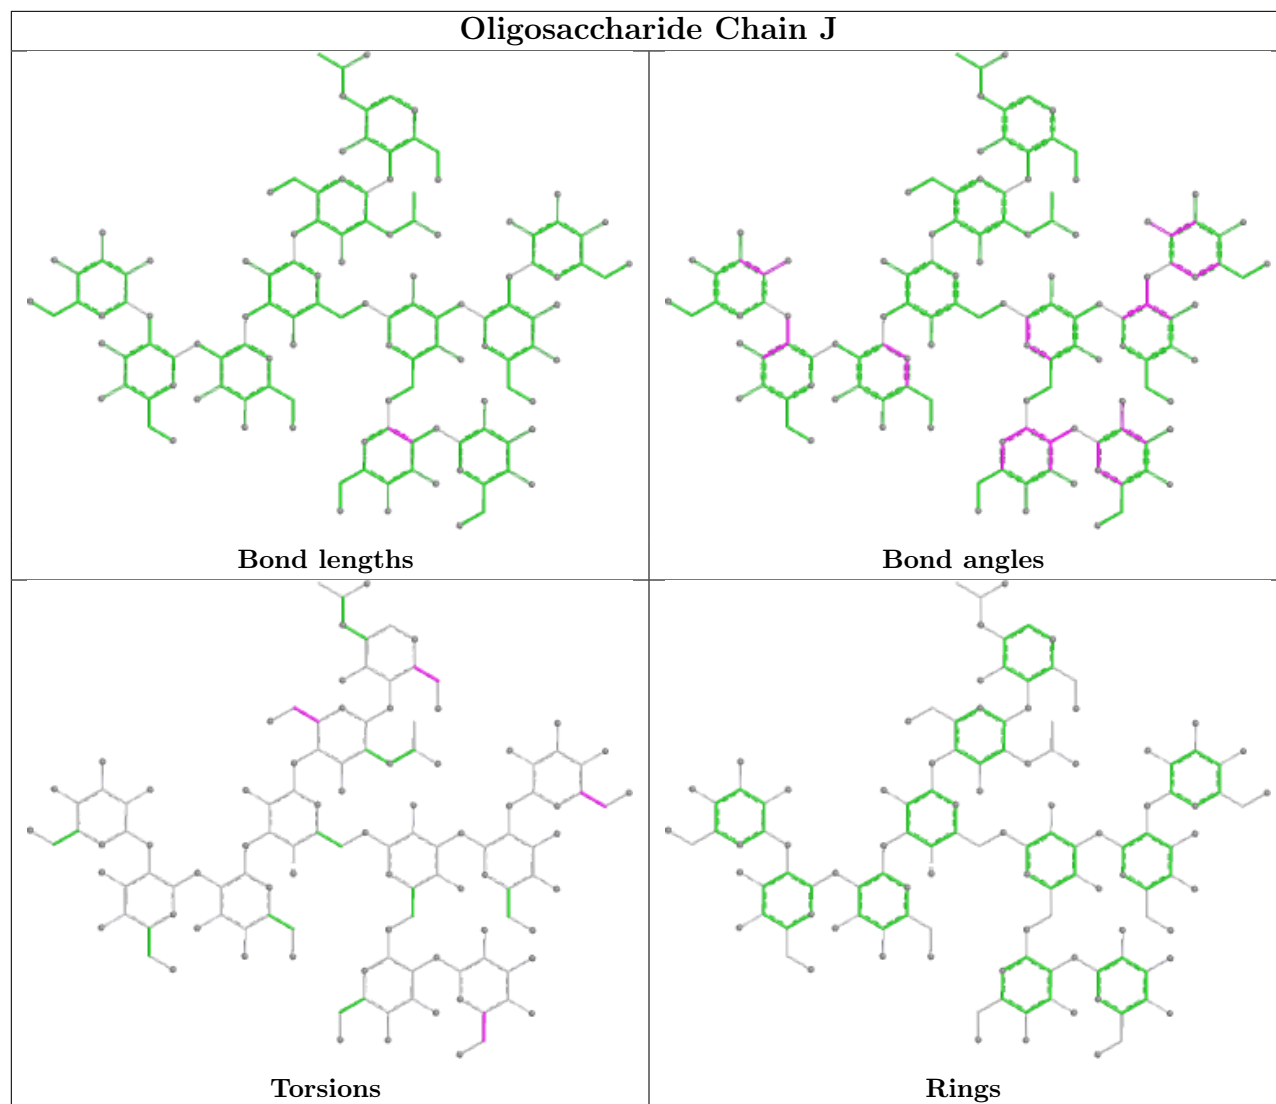 Oligosaccharide Chain J
Bond lengths
Bond angles
Torsions
Rings